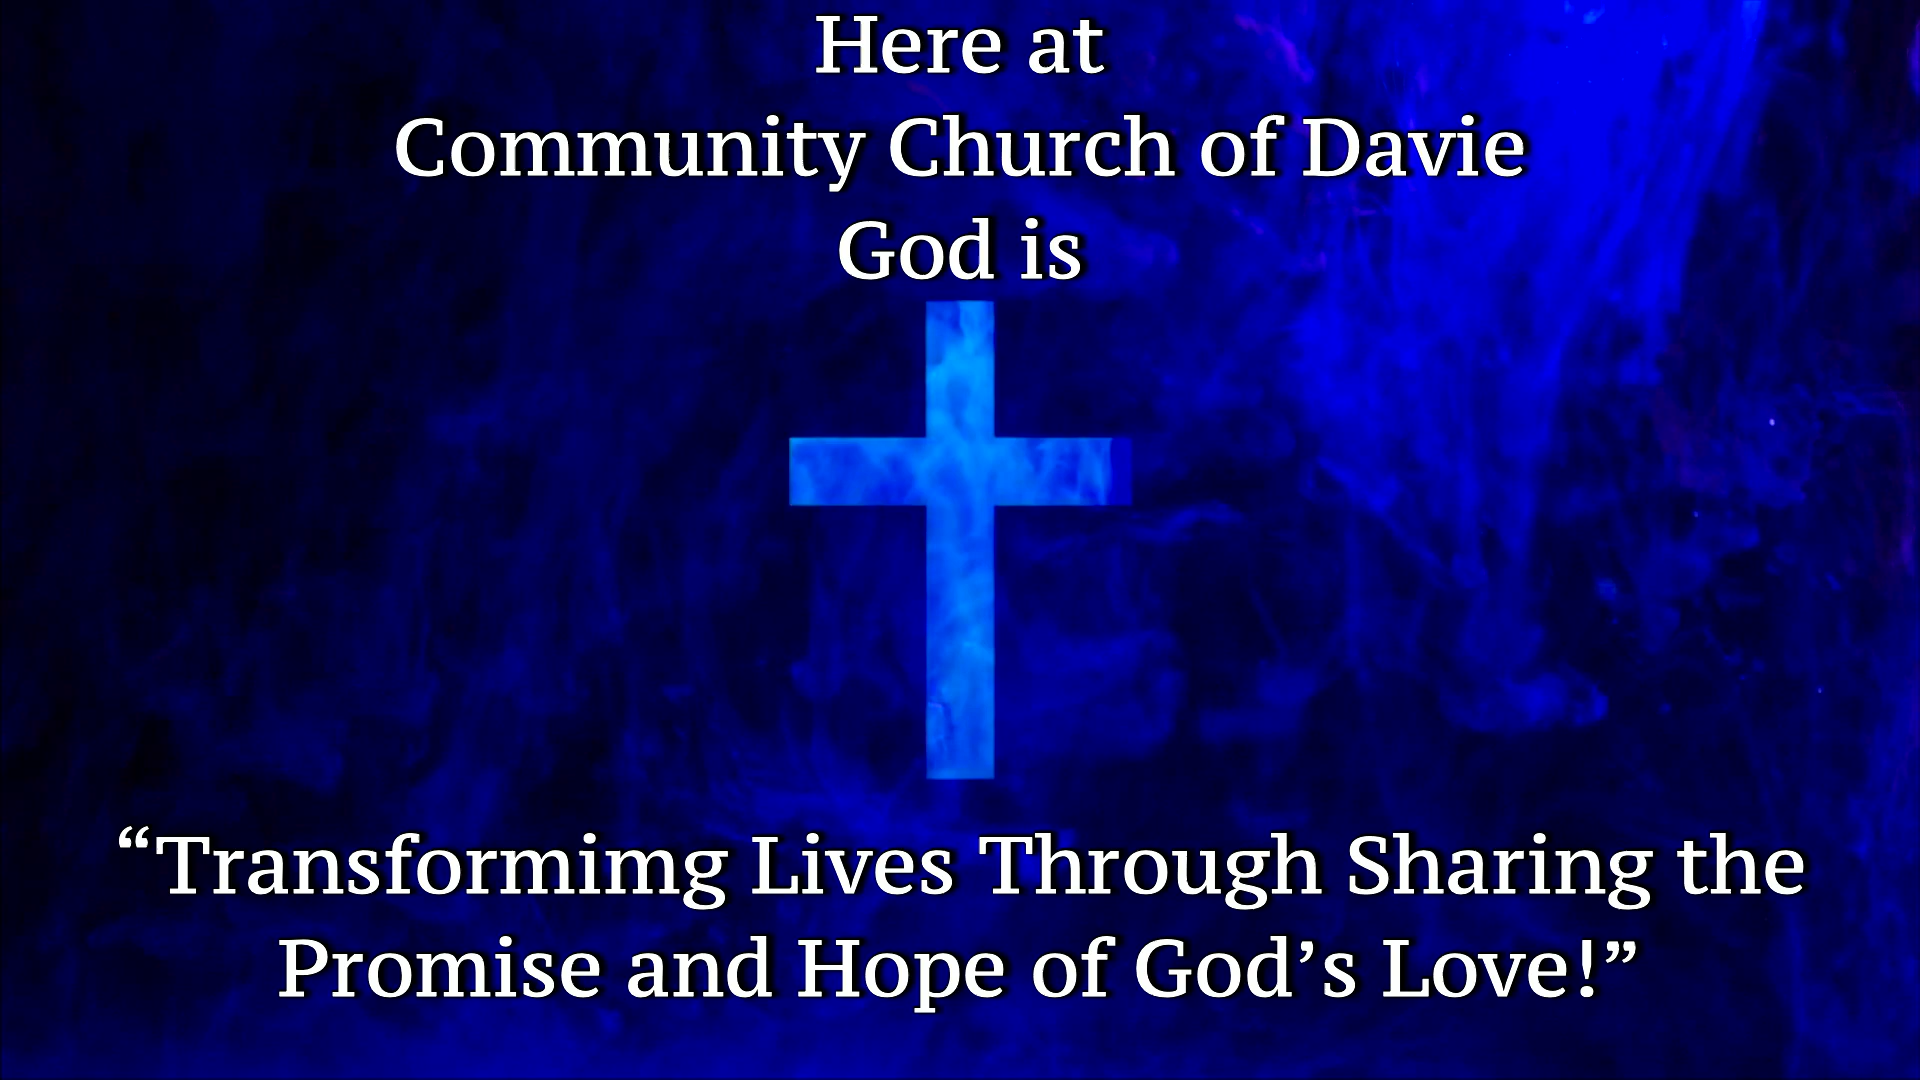 Here at
Community Church of Davie
God is
“Transformimg Lives Through Sharing the
Promise and Hope of God’s Love!”